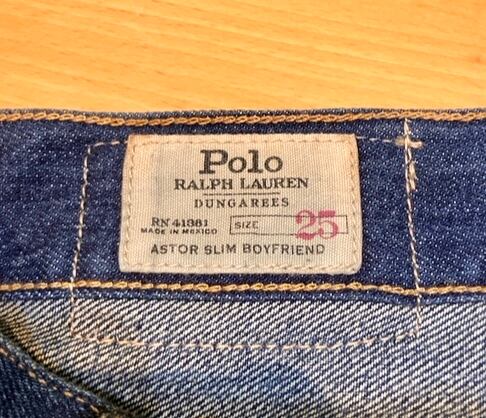 Polo
RALPH LAUREN
DUNGAREES
RN 41381 SIZE 25
MADE IN MEXICO
ASTOR SLIM BOYFRIEND